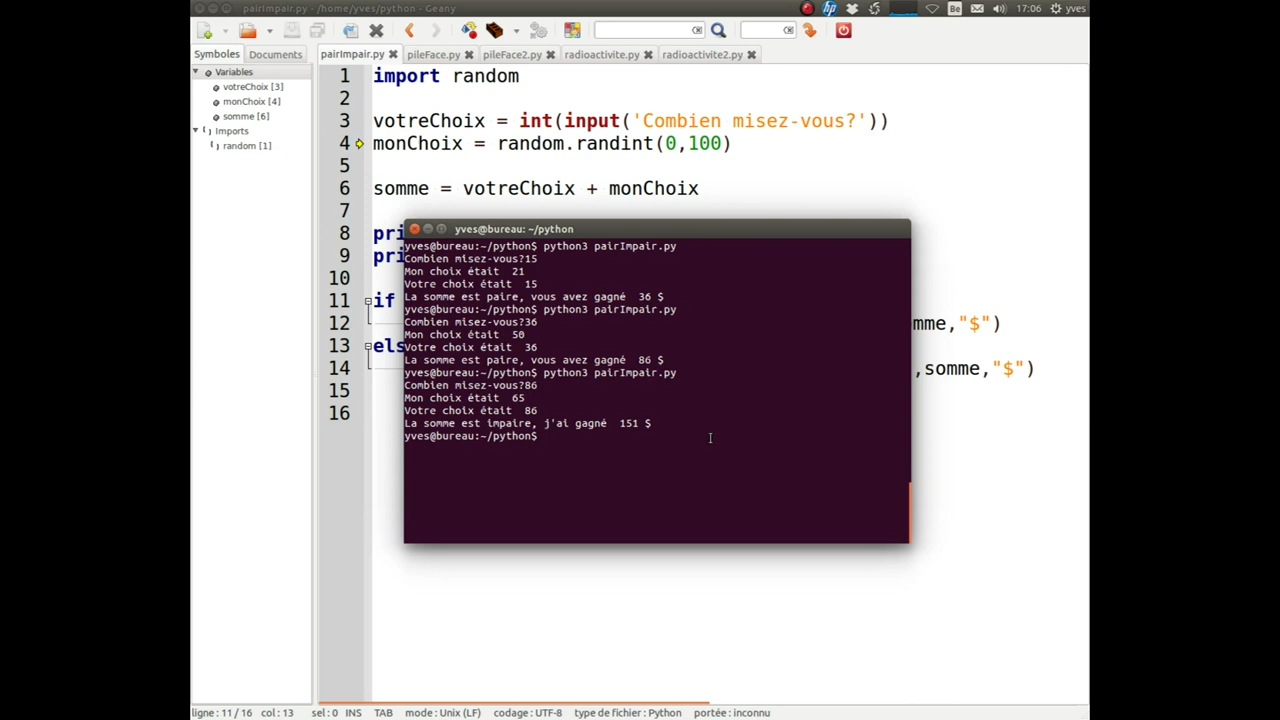 pairImpair.py - /home/yves/python - Geany
Be
17:06
yves
Symboles
Documents
pairImpair.py
pileFace.py
pileFace2.py
radioactivite.py
radioactivite2.py
Variables
votreChoix [3]
monChoix [4]
somme [6]
Imports
random [1]
1 import random
2
3 votreChoix = int(input('Combien misez-vous?'))
4 monChoix = random.randint(0,100)
5
6 somme = votreChoix + monChoix
7
8 pri
9 pri
10
11 if
12 mme,"$")
13 els
14 ,somme,"$")
15
16
yves@bureau: ~/python
yves@bureau:~/python$ python3 pairImpair.py
Combien misez-vous?15
Mon choix était  21
Votre choix était  15
La somme est paire, vous avez gagné  36 $
yves@bureau:~/python$ python3 pairImpair.py
Combien misez-vous?36
Mon choix était  50
Votre choix était  36
La somme est paire, vous avez gagné  86 $
yves@bureau:~/python$ python3 pairImpair.py
Combien misez-vous?86
Mon choix était  65
Votre choix était  86
La somme est impaire, j'ai gagné  151 $
yves@bureau:~/python$
ligne : 11 / 16 col : 13 sel : 0 INS TAB mode : Unix (LF) codage : UTF-8 type de fichier : Python portée : inconnu